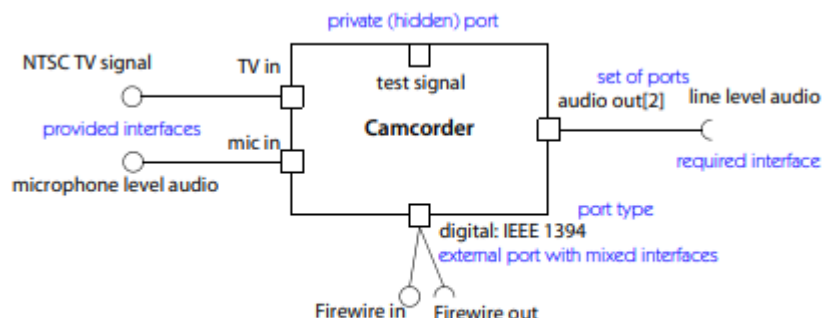 private (hidden) port
NTSC TV signal
TV in
test signal
set of ports
audio out[2]
line level audio
Camcorder
provided interfaces
mic in
required interface
microphone level audio
port type
digital: IEEE 1394
external port with mixed interfaces
Firewire in
Firewire out